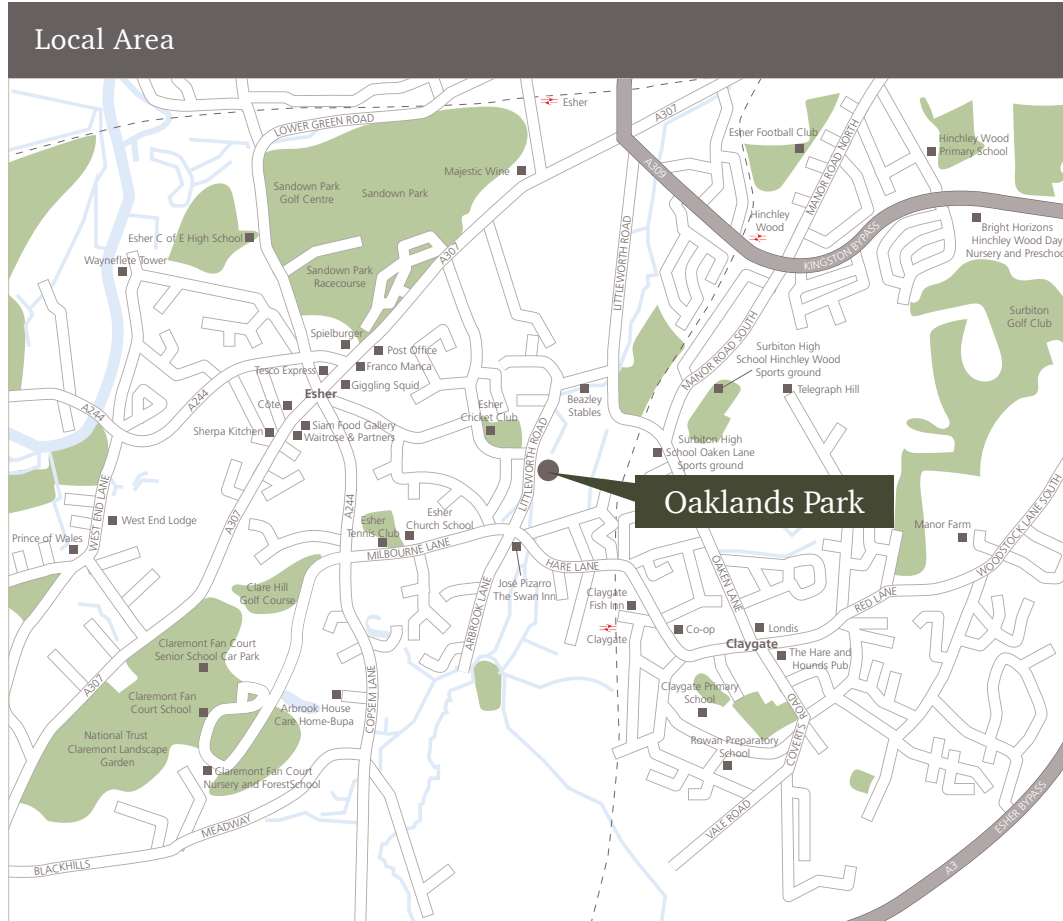 Local Area
Esher
LOWER GREEN ROAD
A307
Esher Football Club
MANOR ROAD NORTH
Hinchley Wood
Primary School
Majestic Wine
A309
Sandown Park
Golf Centre
Sandown Park
Hinchley
Wood
KINGSTON BYPASS
Bright Horizons
Hinchley Wood Day
Nursery and Preschoo
Esher C of E High School
Wayneflete Tower
A307
LITTLEWORTH ROAD
Sandown Park
Racecourse
Surbiton
Golf Club
Spielburger
Post Office
Franco Manca
Tesco Express
Giggling Squid
Esher
MANOR ROAD SOUTH
Surbiton High
School Hinchley Wood
Sports ground
Telegraph Hill
A244
A244
Côte
Esher
Cricket Club
Beazley
Stables
Siam Food Gallery
Waitrose & Partners
Sherpa Kitchen
LITTLEWORTH ROAD
Surbiton High
School Oaken Lane
Sports ground
Oaklands Park
WEST END LANE
A307
A244
West End Lodge
Prince of Wales
Esher
Tennis Club
Esher
Church School
MILBOURNE LANE
HARE LANE
Manor Farm
WOODSTOCK LANE SOUTH
José Pizarro
The Swan Inn
ARBROOK LANE
OAKEN LANE
RED LANE
Clare Hill
Golf Course
Claygate
Fish Inn
Claygate
Co-op
Londis
Claygate
The Hare and
Hounds Pub
Claremont Fan Court
Senior School Car Park
A307
Claremont Fan
Court School
Arbrook House
Care Home-Bupa
COPSEM LANE
Claygate Primary
School
COVERTS ROAD
National Trust
Claremont Landscape
Garden
Rowan Preparatory
School
Claremont Fan Court
Nursery and ForestSchool
MEADWAY
VALE ROAD
ESHER BYPASS
A3
BLACKHILLS